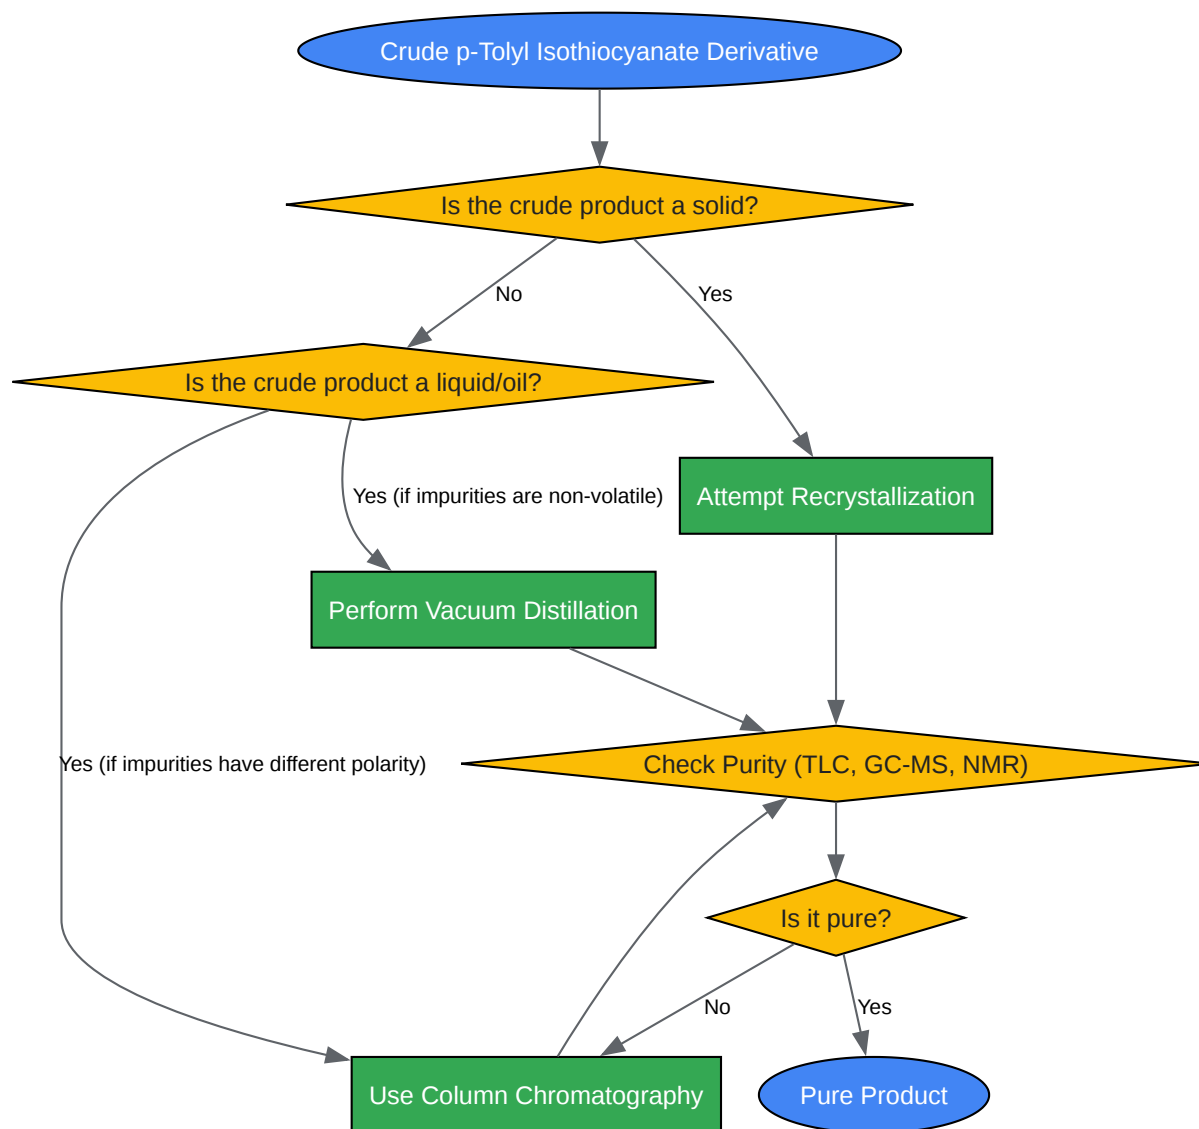 Crude p-Tolyl Isothiocyanate Derivative
Is the crude product a solid?
No
Yes
Is the crude product a liquid/oil?
Yes (if impurities are non-volatile)
Attempt Recrystallization
Perform Vacuum Distillation
Yes (if impurities have different polarity)
Check Purity (TLC, GC-MS, NMR)
Is it pure?
No
Yes
Use Column Chromatography
Pure Product